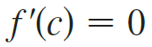 f'(c) = 0